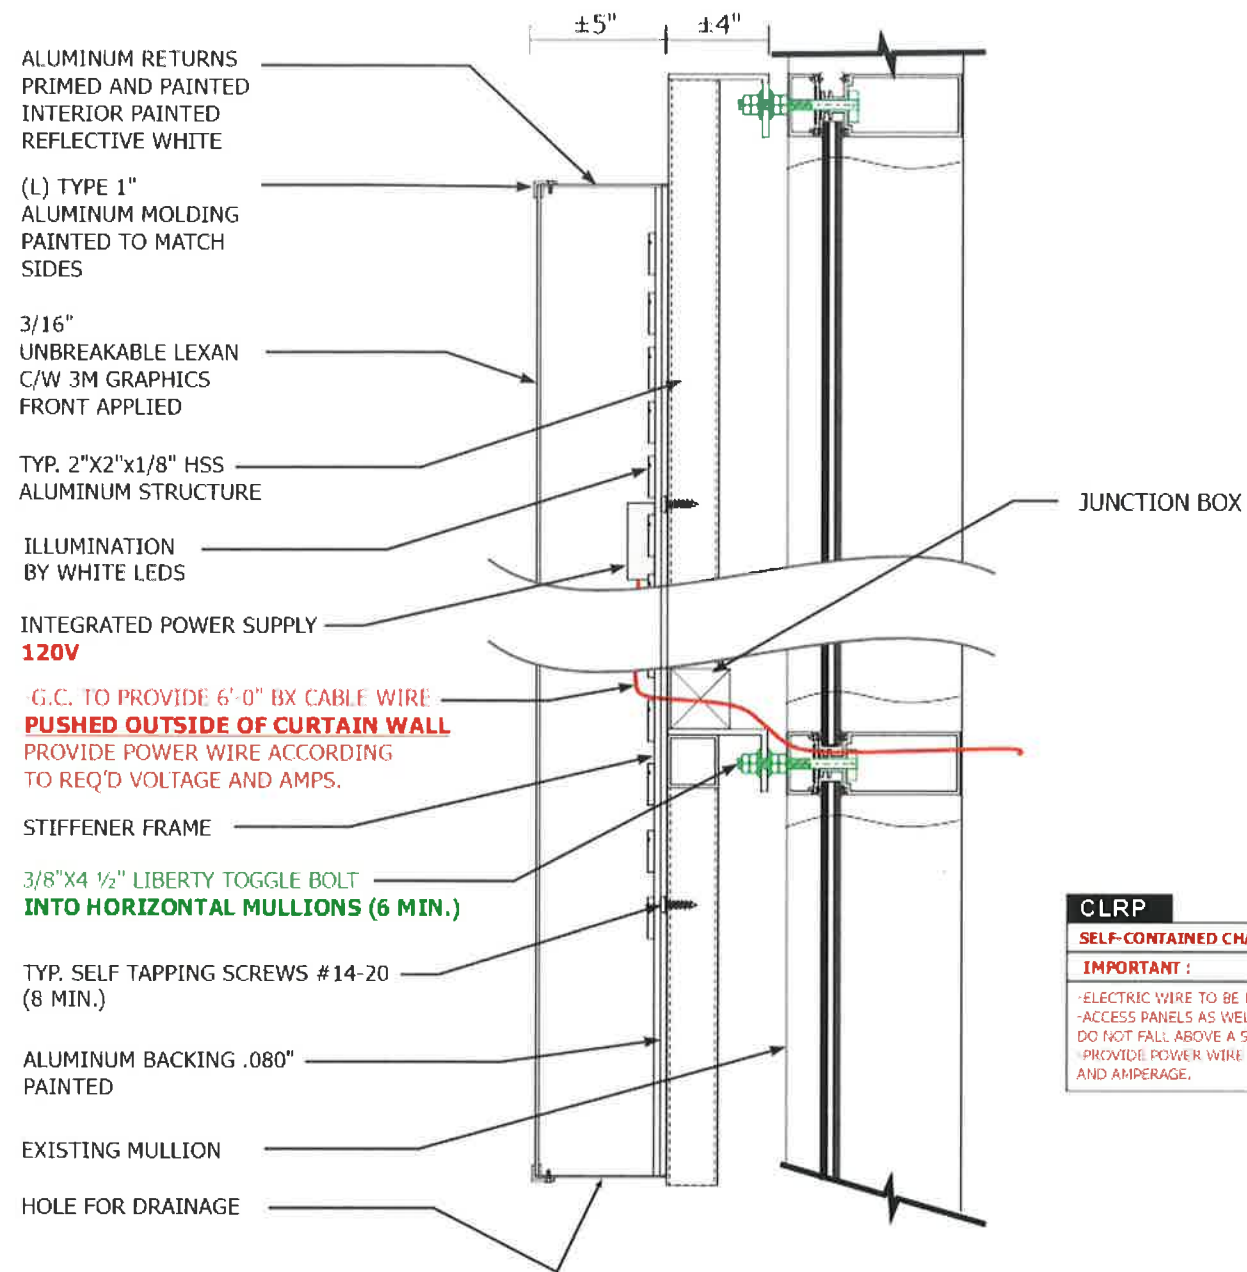 ±5"
±4"
ALUMINUM RETURNS
PRIMED AND PAINTED
INTERIOR PAINTED
REFLECTIVE WHITE
(L) TYPE 1"
ALUMINUM MOLDING
PAINTED TO MATCH
SIDES
3/16"
UNBREAKABLE LEXAN
C/W 3M GRAPHICS
FRONT APPLIED
TYP. 2"X2"x1/8" HSS
ALUMINUM STRUCTURE
ILLUMINATION
BY WHITE LEDS
INTEGRATED POWER SUPPLY
120V
-G.C. TO PROVIDE 6'-0" BX CABLE WIRE
PUSHED OUTSIDE OF CURTAIN WALL
PROVIDE POWER WIRE ACCORDING
TO REQ'D VOLTAGE AND AMPS.
STIFFENER FRAME
3/8"X4 ½" LIBERTY TOGGLE BOLT
INTO HORIZONTAL MULLIONS (6 MIN.)
TYP. SELF TAPPING SCREWS #14-20
(8 MIN.)
ALUMINUM BACKING .080"
PAINTED
EXISTING MULLION
HOLE FOR DRAINAGE
JUNCTION BOX
CLRP
SELF-CONTAINED CHA
IMPORTANT :
-ELECTRIC WIRE TO BE
-ACCESS PANELS AS WEL
DO NOT FALL ABOVE A
-PROVIDE POWER WIRE
AND AMPERAGE.